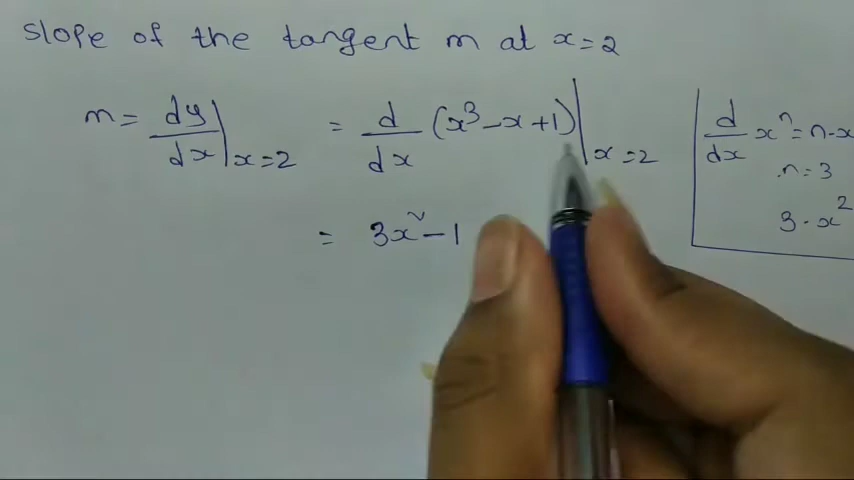 slope of the tangent m at x=2
m = dy/dx |x=2 = d/dx (x³-x+1) |x=2
= 3x² - 1
d/dx xⁿ = n·x
n = 3
3·x²